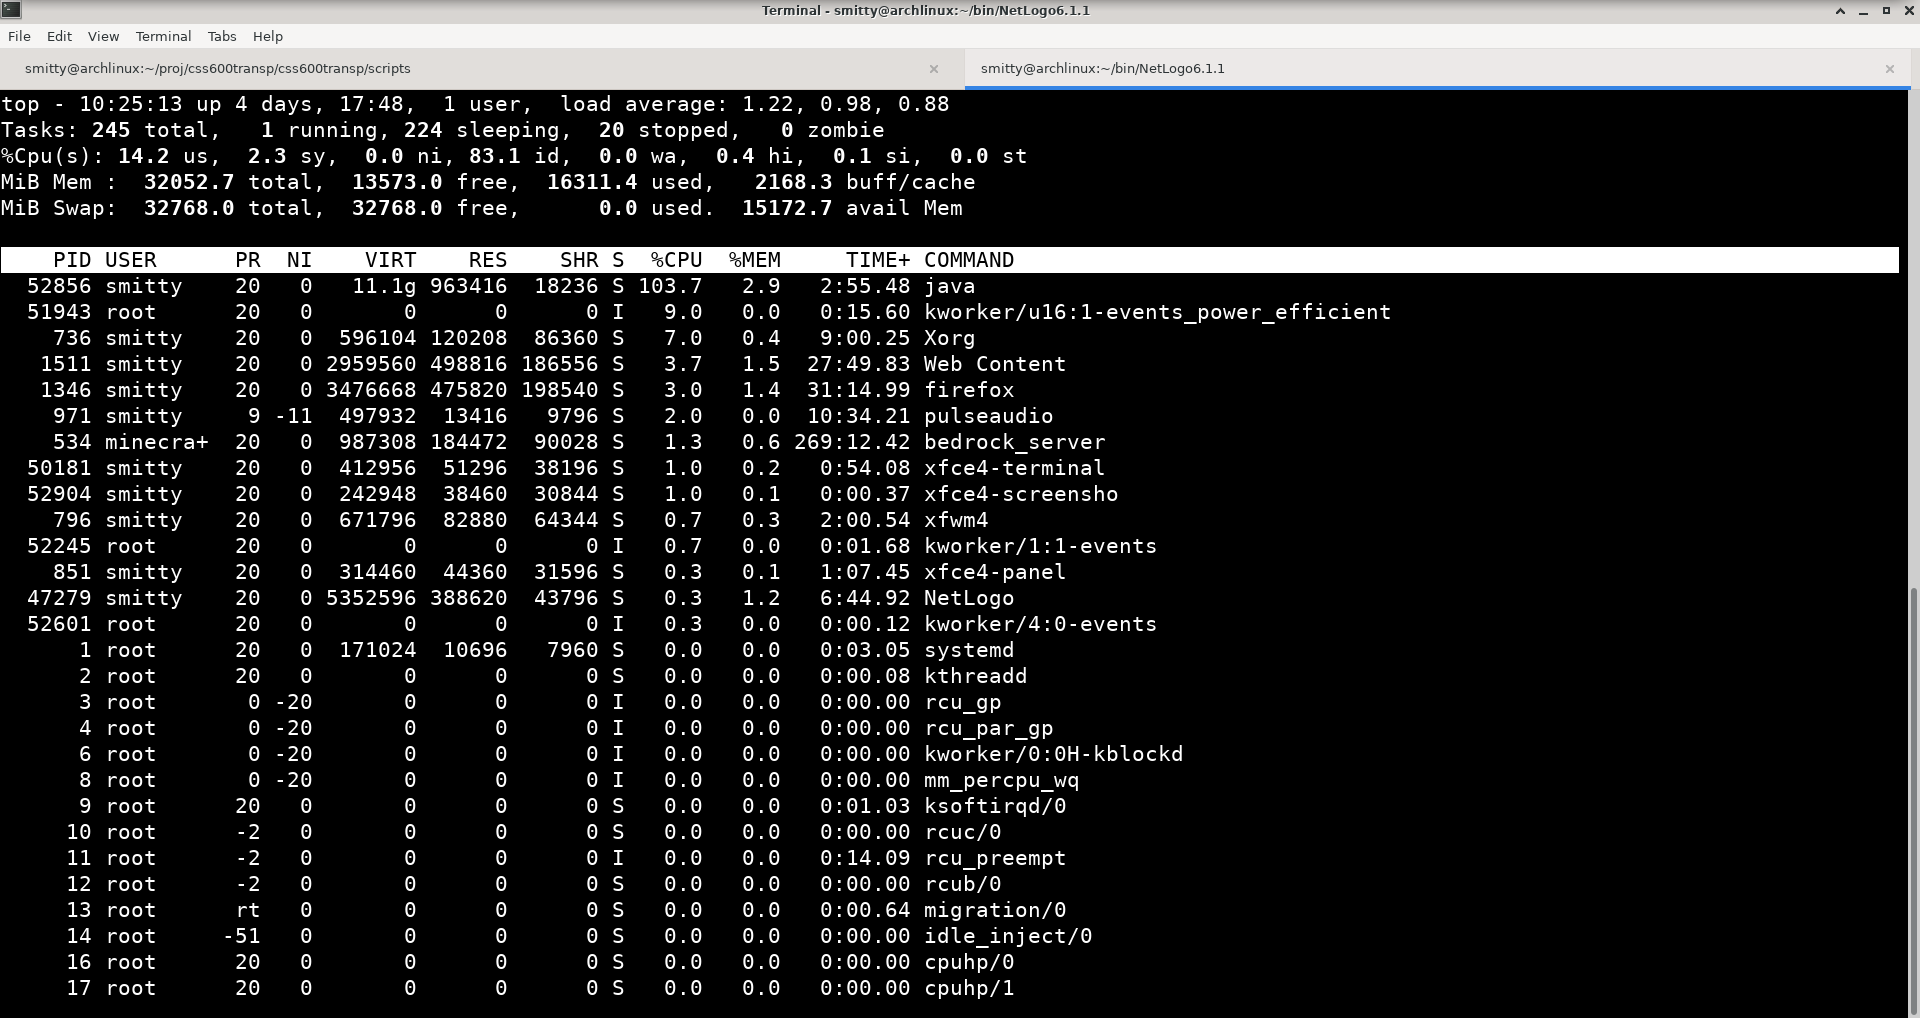 Terminal - smitty@archlinux:~/bin/NetLogo6.1.1
File Edit View Terminal Tabs Help
smitty@archlinux:~/proj/css600transp/css600transp/scripts smitty@archlinux:~/bin/NetLogo6.1.1
top - 10:25:13 up 4 days, 17:48,  1 user,  load average: 1.22, 0.98, 0.88
Tasks: 245 total,   1 running, 224 sleeping,  20 stopped,   0 zombie
%Cpu(s): 14.2 us,  2.3 sy,  0.0 ni, 83.1 id,  0.0 wa,  0.4 hi,  0.1 si,  0.0 st
MiB Mem :  32052.7 total,  13573.0 free,  16311.4 used,   2168.3 buff/cache
MiB Swap:  32768.0 total,  32768.0 free,      0.0 used.  15172.7 avail Mem
PID USER PR NI VIRT RES SHR S %CPU %MEM TIME+ COMMAND
52856 smitty 20 0 11.1g 963416 18236 S 103.7 2.9 2:55.48 java
51943 root 20 0 0 0 0 I 9.0 0.0 0:15.60 kworker/u16:1-events_power_efficient
736 smitty 20 0 596104 120208 86360 S 7.0 0.4 9:00.25 Xorg
1511 smitty 20 0 2959560 498816 186556 S 3.7 1.5 27:49.83 Web Content
1346 smitty 20 0 3476668 475820 198540 S 3.0 1.4 31:14.99 firefox
971 smitty 9 -11 497932 13416 9796 S 2.0 0.0 10:34.21 pulseaudio
534 minecra+ 20 0 987308 184472 90028 S 1.3 0.6 269:12.42 bedrock_server
50181 smitty 20 0 412956 51296 38196 S 1.0 0.2 0:54.08 xfce4-terminal
52904 smitty 20 0 242948 38460 30844 S 1.0 0.1 0:00.37 xfce4-screensho
796 smitty 20 0 671796 82880 64344 S 0.7 0.3 2:00.54 xfwm4
52245 root 20 0 0 0 0 I 0.7 0.0 0:01.68 kworker/1:1-events
851 smitty 20 0 314460 44360 31596 S 0.3 0.1 1:07.45 xfce4-panel
47279 smitty 20 0 5352596 388620 43796 S 0.3 1.2 6:44.92 NetLogo
52601 root 20 0 0 0 0 I 0.3 0.0 0:00.12 kworker/4:0-events
1 root 20 0 171024 10696 7960 S 0.0 0.0 0:03.05 systemd
2 root 20 0 0 0 0 S 0.0 0.0 0:00.08 kthreadd
3 root 0 -20 0 0 0 I 0.0 0.0 0:00.00 rcu_gp
4 root 0 -20 0 0 0 I 0.0 0.0 0:00.00 rcu_par_gp
6 root 0 -20 0 0 0 I 0.0 0.0 0:00.00 kworker/0:0H-kblockd
8 root 0 -20 0 0 0 I 0.0 0.0 0:00.00 mm_percpu_wq
9 root 20 0 0 0 0 S 0.0 0.0 0:01.03 ksoftirqd/0
10 root -2 0 0 0 0 S 0.0 0.0 0:00.00 rcuc/0
11 root -2 0 0 0 0 I 0.0 0.0 0:14.09 rcu_preempt
12 root -2 0 0 0 0 S 0.0 0.0 0:00.00 rcub/0
13 root rt 0 0 0 0 S 0.0 0.0 0:00.64 migration/0
14 root -51 0 0 0 0 S 0.0 0.0 0:00.00 idle_inject/0
16 root 20 0 0 0 0 S 0.0 0.0 0:00.00 cpuhp/0
17 root 20 0 0 0 0 S 0.0 0.0 0:00.00 cpuhp/1